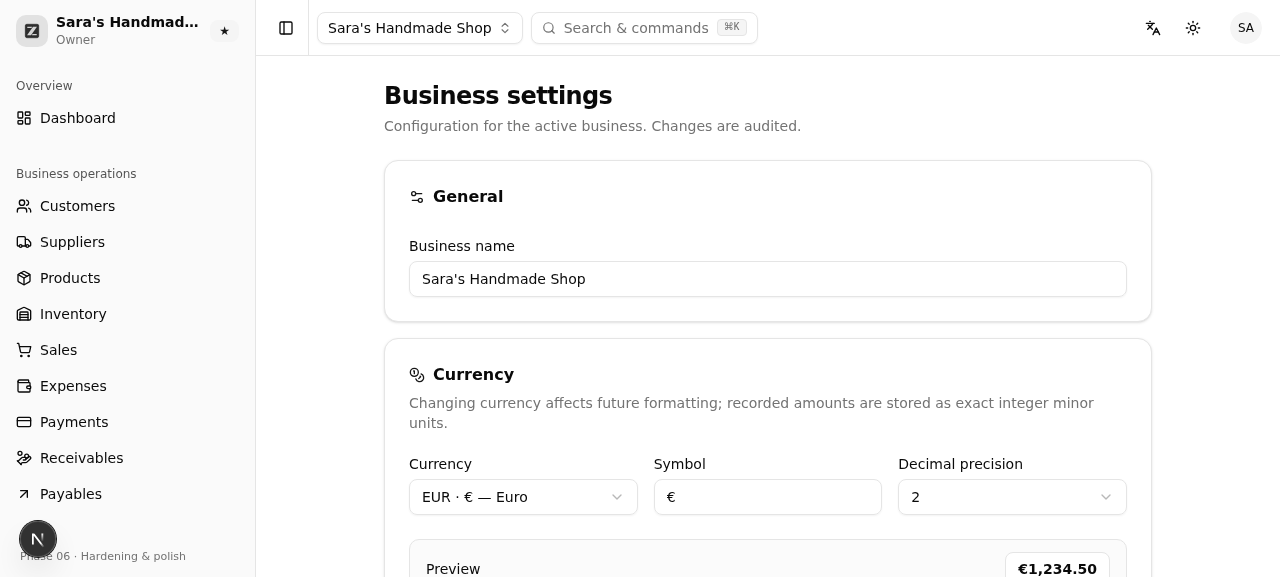 Sara's Handmad...
Owner
★
Overview
Dashboard
Business operations
Customers
Suppliers
Products
Inventory
Sales
Expenses
Payments
Receivables
Payables
N
Phase 06 · Hardening & polish
Sara's Handmade Shop
Search & commands ⌘K
SA
Business settings
Configuration for the active business. Changes are audited.
General
Business name
Sara's Handmade Shop
Currency
Changing currency affects future formatting; recorded amounts are stored as exact integer minor
units.
Currency Symbol Decimal precision
EUR · € — Euro € 2
Preview €1,234.50